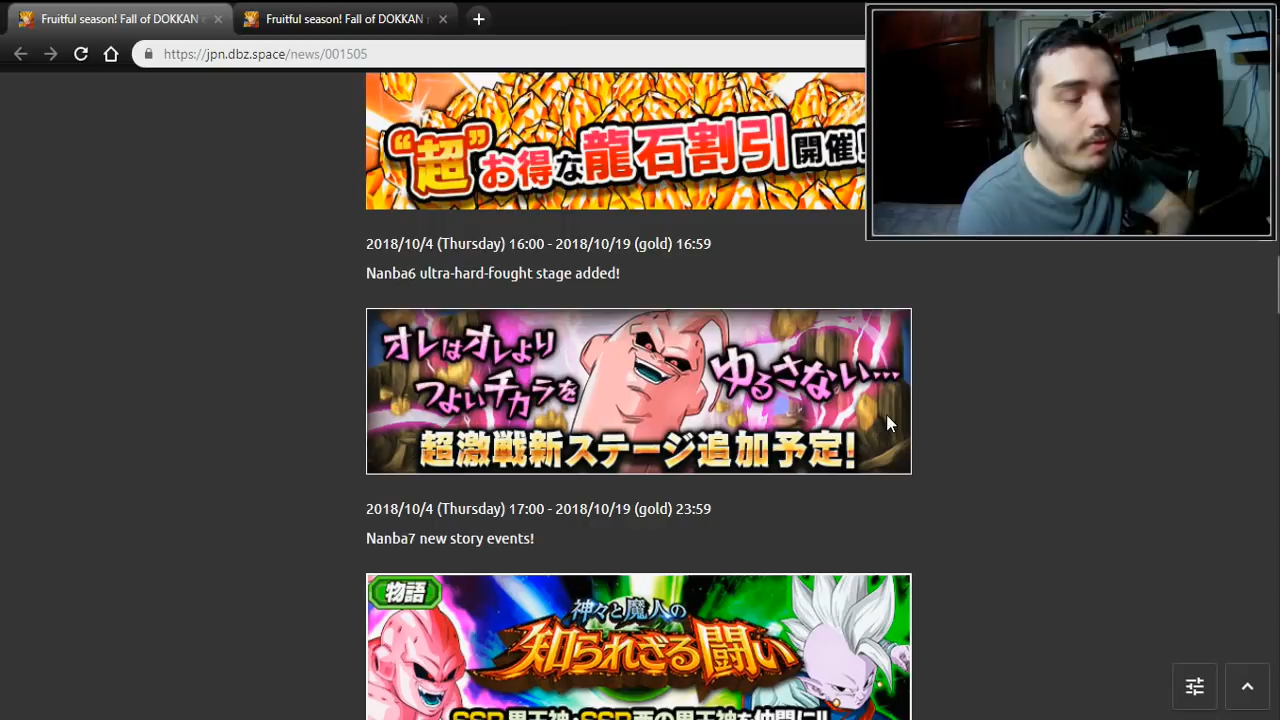 Fruitful season! Fall of DOKKAN
Fruitful season! Fall of DOKKAN
https://jpn.dbz.space/news/001505
“超”お得な龍石割引開催!
2018/10/4 (Thursday) 16:00 - 2018/10/19 (gold) 16:59
Nanba6 ultra-hard-fought stage added!
オレはオレより
つよいチカラを
ゆるさない…
超激戦新ステージ追加予定!
2018/10/4 (Thursday) 17:00 - 2018/10/19 (gold) 23:59
Nanba7 new story events!
物語
神々と魔人の
知られざる闘い